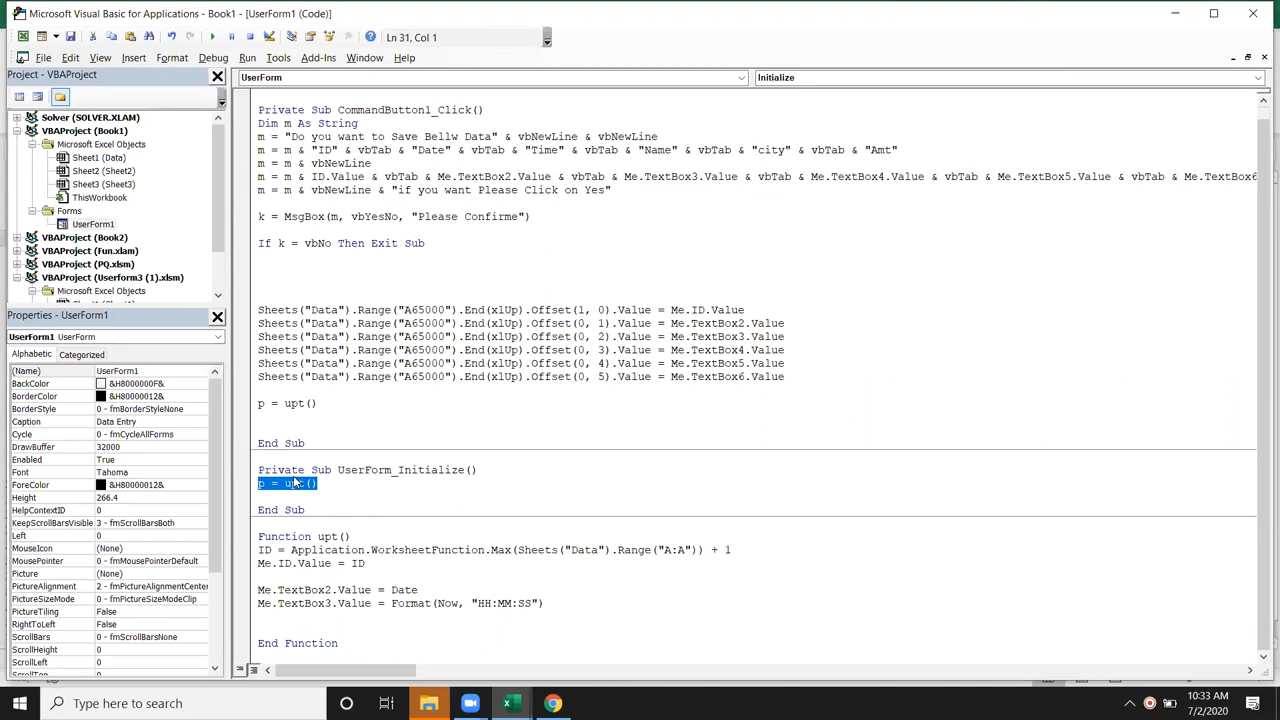 Microsoft Visual Basic for Applications - Book1 - [UserForm1 (Code)]
File Edit View Insert Format Debug Run Tools Add-Ins Window Help
Ln 31, Col 1
Project - VBAProject
Solver (SOLVER.XLAM)
VBAProject (Book1)
Microsoft Excel Objects
Sheet1 (Data)
Sheet2 (Sheet2)
Sheet3 (Sheet3)
ThisWorkbook
Forms
UserForm1
VBAProject (Book2)
VBAProject (Fun.xlam)
VBAProject (PQ.xlsm)
VBAProject (Userform3 (1).xlsm)
Microsoft Excel Objects
Properties - UserForm1
UserForm1 UserForm
Alphabetic Categorized
(Name) UserForm1
BackColor &H8000000F&
BorderColor &H80000012&
BorderStyle 0 - fmBorderStyleNone
Caption Data Entry
Cycle 0 - fmCycleAllForms
DrawBuffer 32000
Enabled True
Font Tahoma
ForeColor &H80000012&
Height 266.4
HelpContextID 0
KeepScrollBarsVisible 3 - fmScrollBarsBoth
Left 0
MouseIcon (None)
MousePointer 0 - fmMousePointerDefault
Picture (None)
PictureAlignment 2 - fmPictureAlignmentCenter
PictureSizeMode 0 - fmPictureSizeModeClip
PictureTiling False
RightToLeft False
ScrollBars 0 - fmScrollBarsNone
ScrollHeight 0
ScrollLeft 0
UserForm
Initialize
Private Sub CommandButton1_Click()
Dim m As String
m = "Do you want to Save Bellw Data" & vbNewLine & vbNewLine
m = m & "ID" & vbTab & "Date" & vbTab & "Time" & vbTab & "Name" & vbTab & "city" & vbTab & "Amt"
m = m & vbNewLine
m = m & ID.Value & vbTab & Me.TextBox2.Value & vbTab & Me.TextBox3.Value & vbTab & Me.TextBox4.Value & vbTab & Me.TextBox5.Value & vbTab & Me.TextBox6
m = m & vbNewLine & "if you want Please Click on Yes"
k = MsgBox(m, vbYesNo, "Please Confirme")
If k = vbNo Then Exit Sub
Sheets("Data").Range("A65000").End(xlUp).Offset(1, 0).Value = Me.ID.Value
Sheets("Data").Range("A65000").End(xlUp).Offset(0, 1).Value = Me.TextBox2.Value
Sheets("Data").Range("A65000").End(xlUp).Offset(0, 2).Value = Me.TextBox3.Value
Sheets("Data").Range("A65000").End(xlUp).Offset(0, 3).Value = Me.TextBox4.Value
Sheets("Data").Range("A65000").End(xlUp).Offset(0, 4).Value = Me.TextBox5.Value
Sheets("Data").Range("A65000").End(xlUp).Offset(0, 5).Value = Me.TextBox6.Value
p = upt()
End Sub
Private Sub UserForm_Initialize()
p = upt()
End Sub
Function upt()
ID = Application.WorksheetFunction.Max(Sheets("Data").Range("A:A")) + 1
Me.ID.Value = ID
Me.TextBox2.Value = Date
Me.TextBox3.Value = Format(Now, "HH:MM:SS")
End Function
Type here to search
10:33 AM
7/2/2020